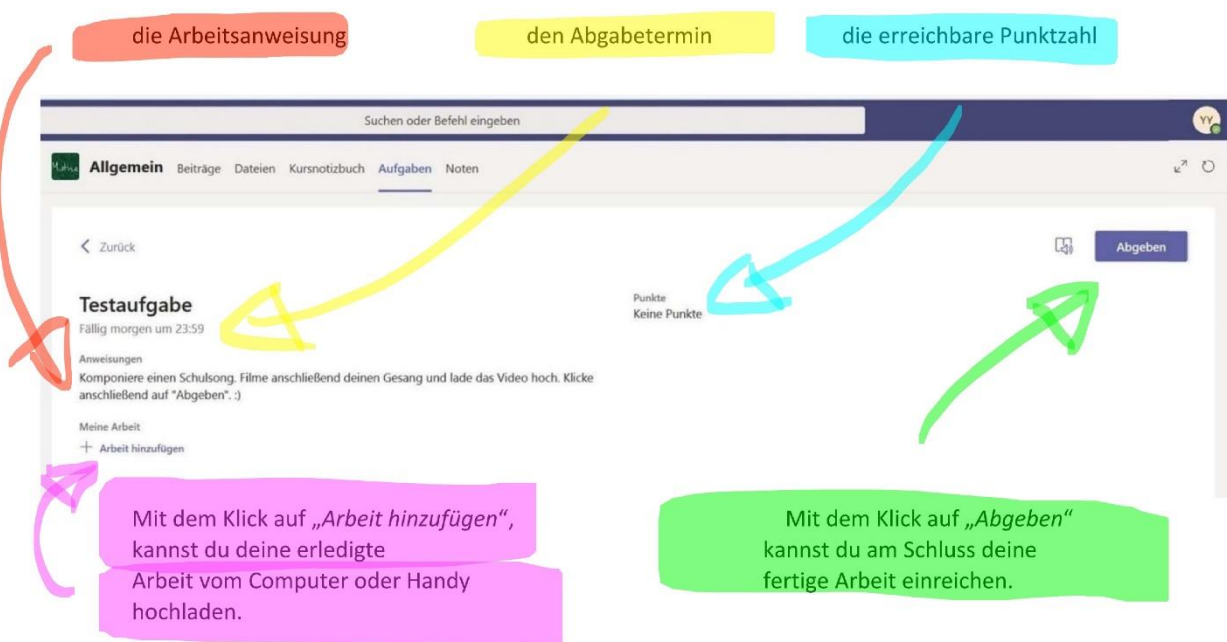 die Arbeitsanweisung
den Abgabetermin
die erreichbare Punktzahl
Suchen oder Befehl eingeben
YY
Mathe
Allgemein Beiträge Dateien Kursnotizbuch Aufgaben Noten
Zurück
Abgeben
Testaufgabe
Fällig morgen um 23:59
Punkte
Keine Punkte
Anweisungen
Komponiere einen Schulsong. Filme anschließend deinen Gesang und lade das Video hoch. Klicke
anschließend auf "Abgeben". :)
Meine Arbeit
+ Arbeit hinzufügen
Mit dem Klick auf „Arbeit hinzufügen“,
kannst du deine erledigte
Arbeit vom Computer oder Handy
hochladen.
Mit dem Klick auf „Abgeben“
kannst du am Schluss deine
fertige Arbeit einreichen.